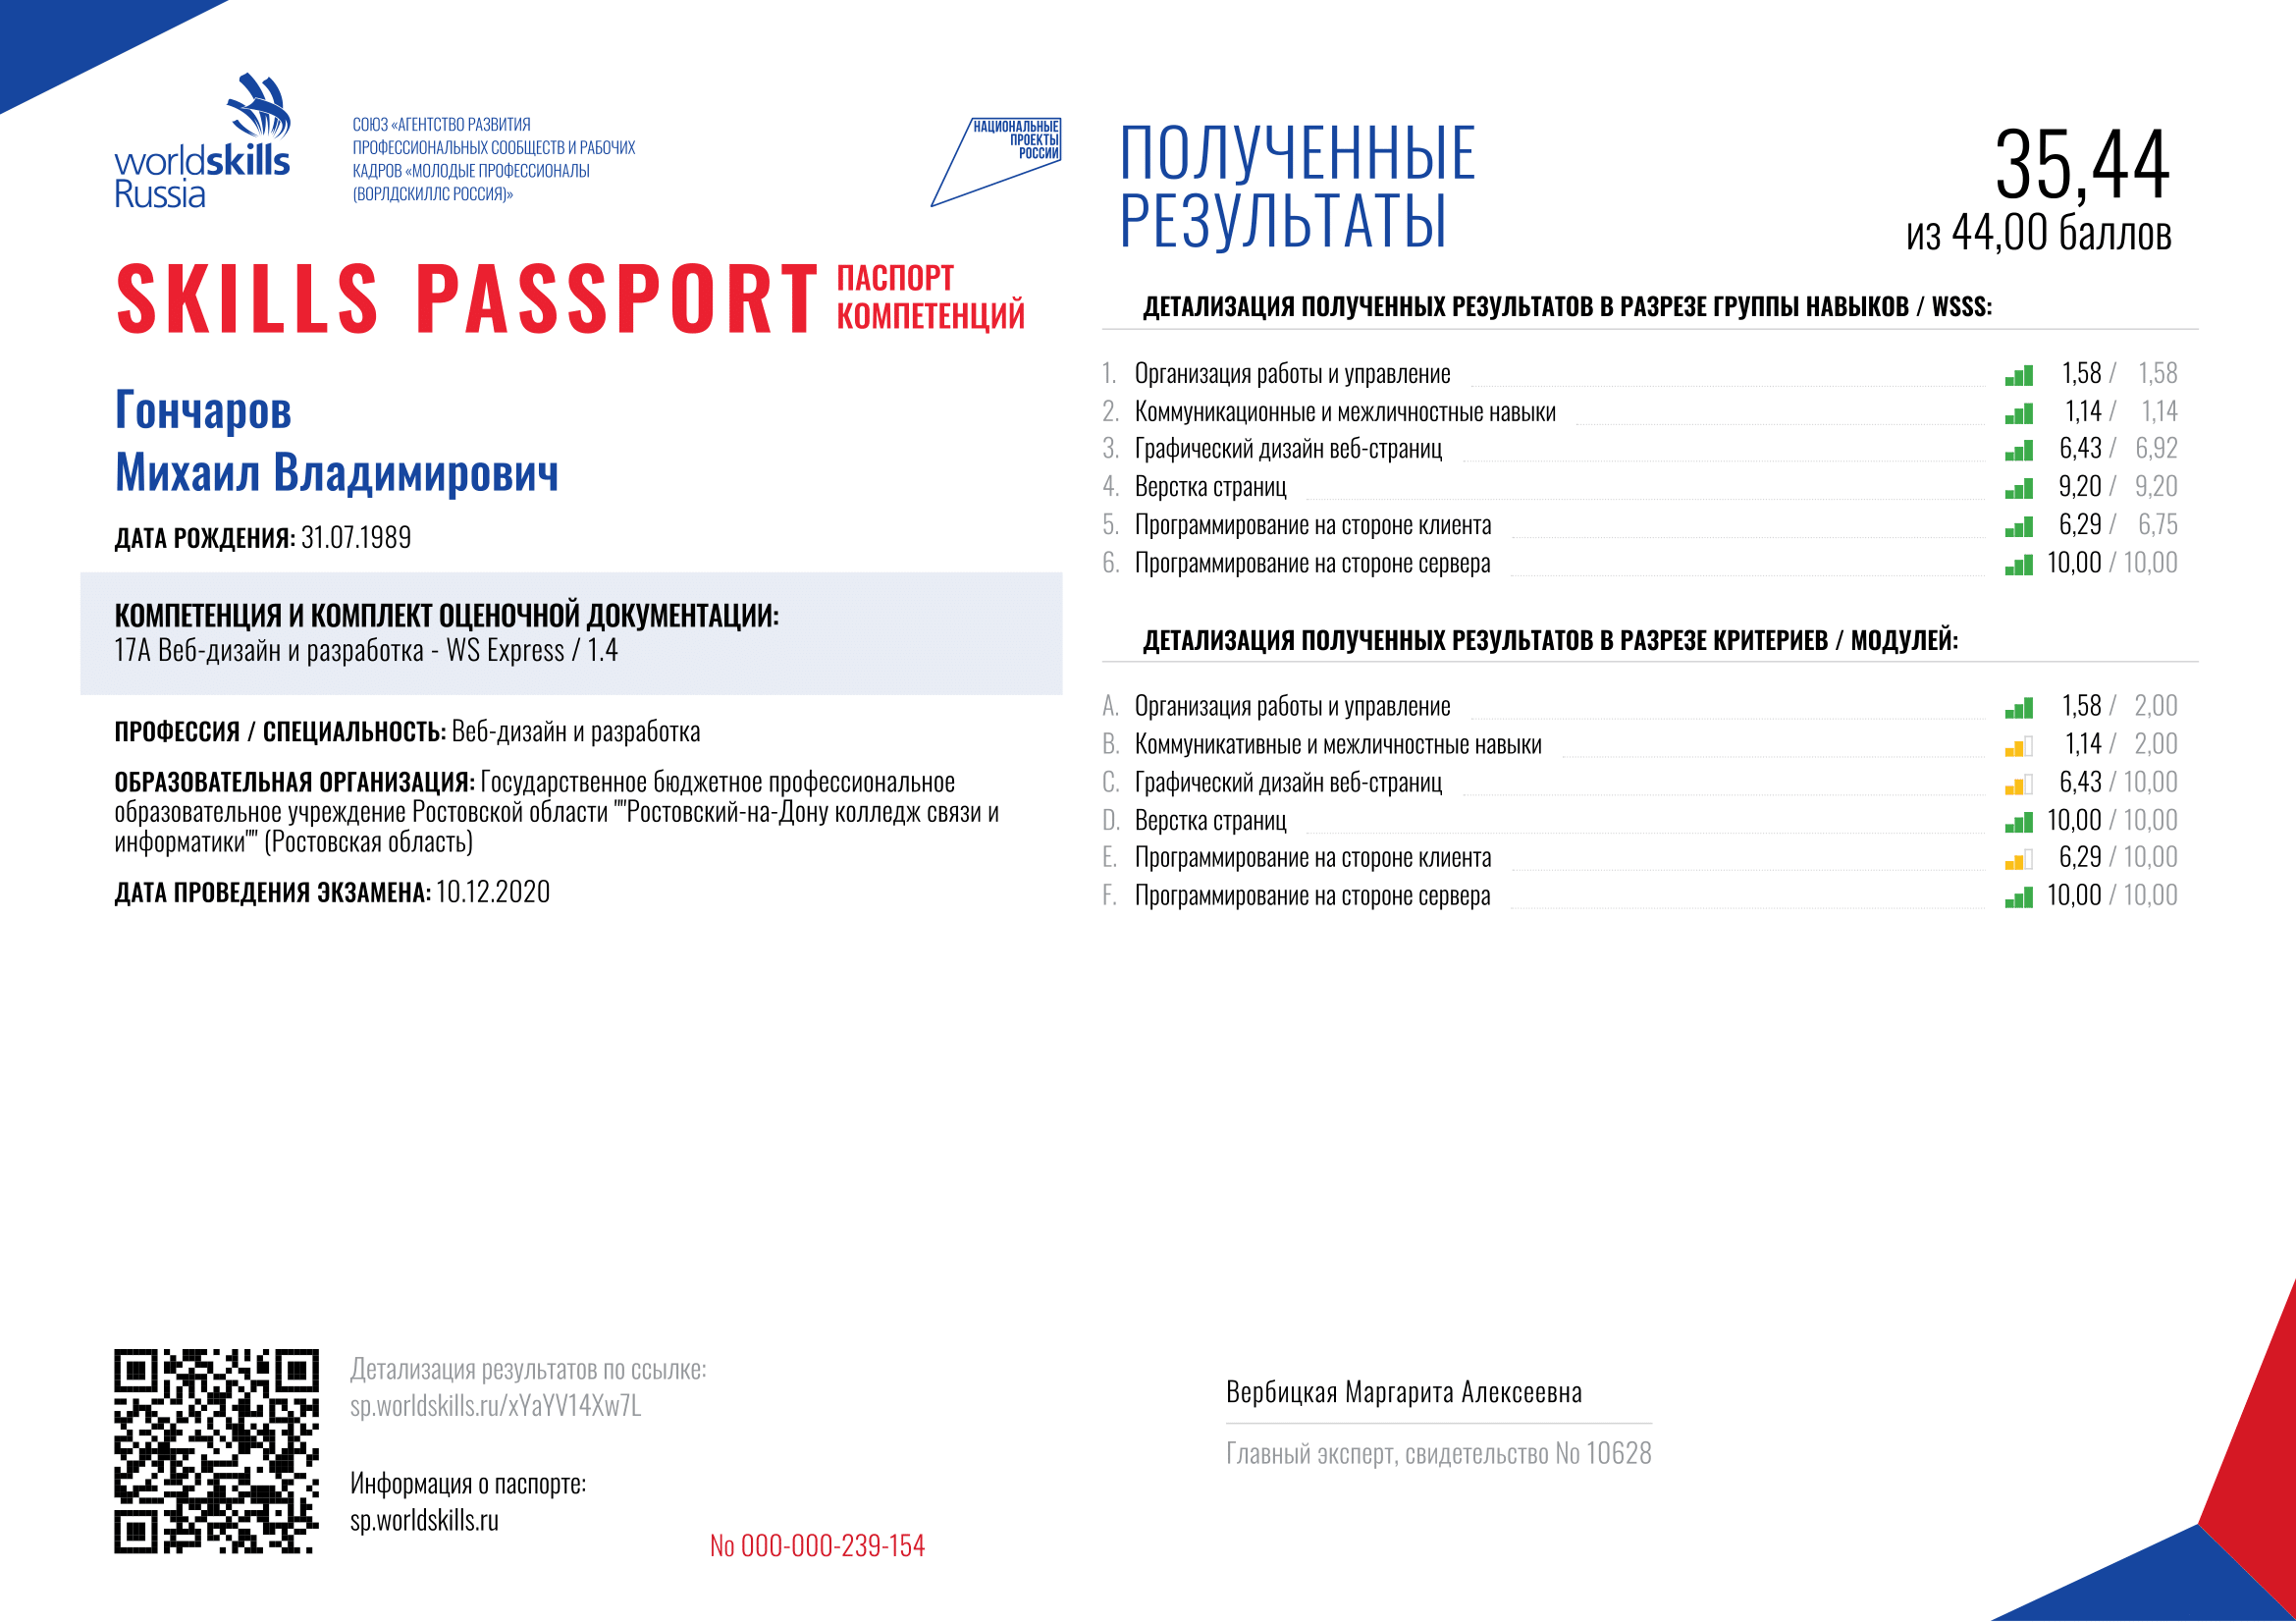 worldskills
Russia
СОЮЗ «АГЕНТСТВО РАЗВИТИЯ
ПРОФЕССИОНАЛЬНЫХ СООБЩЕСТВ И РАБОЧИХ
КАДРОВ «МОЛОДЫЕ ПРОФЕССИОНАЛЫ
(ВОРЛДСКИЛЛС РОССИЯ)»
НАЦИОНАЛЬНЫЕ
ПРОЕКТЫ
РОССИИ
SKILLS PASSPORT ПАСПОРТ
КОМПЕТЕНЦИЙ
Гончаров
Михаил Владимирович
ДАТА РОЖДЕНИЯ: 31.07.1989
КОМПЕТЕНЦИЯ И КОМПЛЕКТ ОЦЕНОЧНОЙ ДОКУМЕНТАЦИИ:
17A Веб-дизайн и разработка - WS Express / 1.4
ПРОФЕССИЯ / СПЕЦИАЛЬНОСТЬ: Веб-дизайн и разработка
ОБРАЗОВАТЕЛЬНАЯ ОРГАНИЗАЦИЯ: Государственное бюджетное профессиональное
образовательное учреждение Ростовской области ""Ростовский-на-Дону колледж связи и
информатики"" (Ростовская область)
ДАТА ПРОВЕДЕНИЯ ЭКЗАМЕНА: 10.12.2020
Детализация результатов по ссылке:
sp.worldskills.ru/xYaYV14Xw7L
Информация о паспорте:
sp.worldskills.ru
No 000-000-239-154
ПОЛУЧЕННЫЕ
РЕЗУЛЬТАТЫ
35,44
из 44,00 баллов
ДЕТАЛИЗАЦИЯ ПОЛУЧЕННЫХ РЕЗУЛЬТАТОВ В РАЗРЕЗЕ ГРУППЫ НАВЫКОВ / WSSS:
1. Организация работы и управление 1,58 / 1,58
2. Коммуникационные и межличностные навыки 1,14 / 1,14
3. Графический дизайн веб-страниц 6,43 / 6,92
4. Верстка страниц 9,20 / 9,20
5. Программирование на стороне клиента 6,29 / 6,75
6. Программирование на стороне сервера 10,00 / 10,00
ДЕТАЛИЗАЦИЯ ПОЛУЧЕННЫХ РЕЗУЛЬТАТОВ В РАЗРЕЗЕ КРИТЕРИЕВ / МОДУЛЕЙ:
A. Организация работы и управление 1,58 / 2,00
B. Коммуникативные и межличностные навыки 1,14 / 2,00
C. Графический дизайн веб-страниц 6,43 / 10,00
D. Верстка страниц 10,00 / 10,00
E. Программирование на стороне клиента 6,29 / 10,00
F. Программирование на стороне сервера 10,00 / 10,00
Вербицкая Маргарита Алексеевна
Главный эксперт, свидетельство No 10628